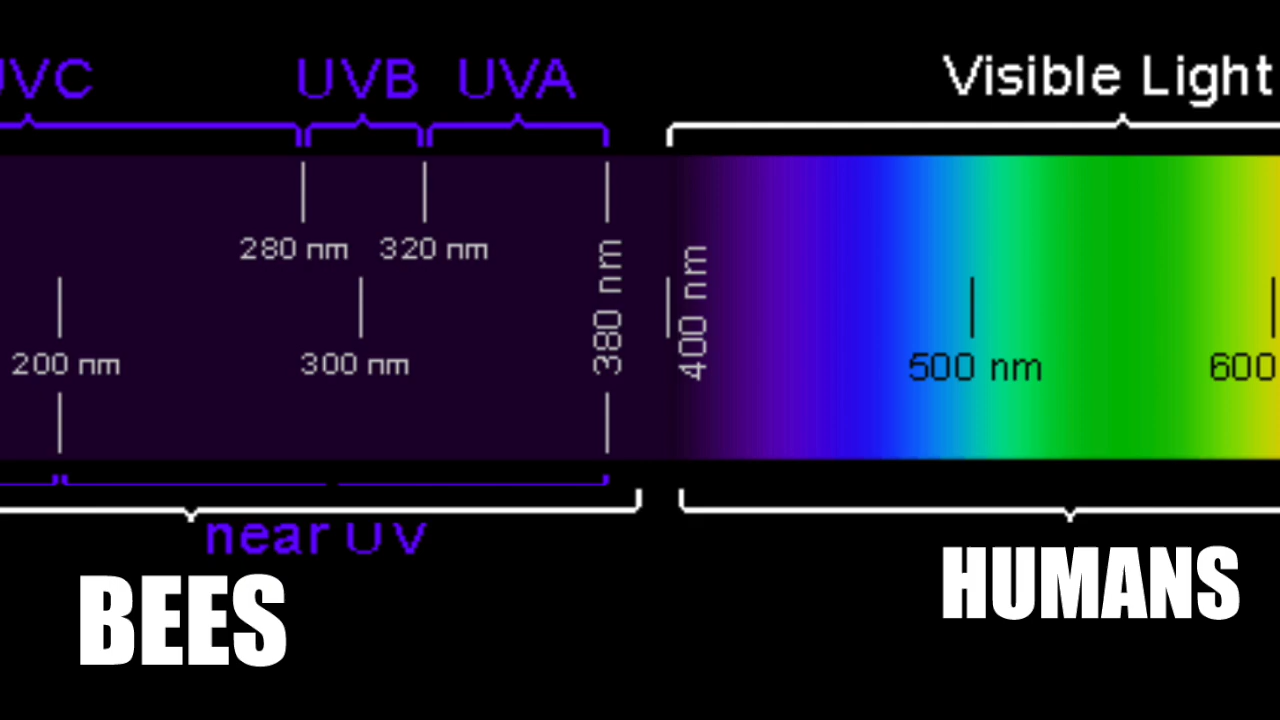 UVC UVB UVA Visible Light
280 nm 320 nm
380 nm
400 nm
200 nm 300 nm 500 nm 600
near UV
BEES HUMANS